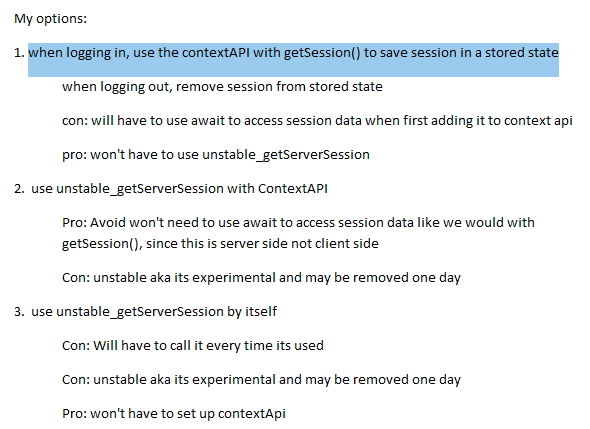 My options:
1. when logging in, use the contextAPI with getSession() to save session in a stored state
when logging out, remove session from stored state
con: will have to use await to access session data when first adding it to context api
pro: won't have to use unstable_getServerSession
2. use unstable_getServerSession with ContextAPI
Pro: Avoid won't need to use await to access session data like we would with
getSession(), since this is server side not client side
Con: unstable aka its experimental and may be removed one day
3. use unstable_getServerSession by itself
Con: Will have to call it every time its used
Con: unstable aka its experimental and may be removed one day
Pro: won't have to set up contextApi